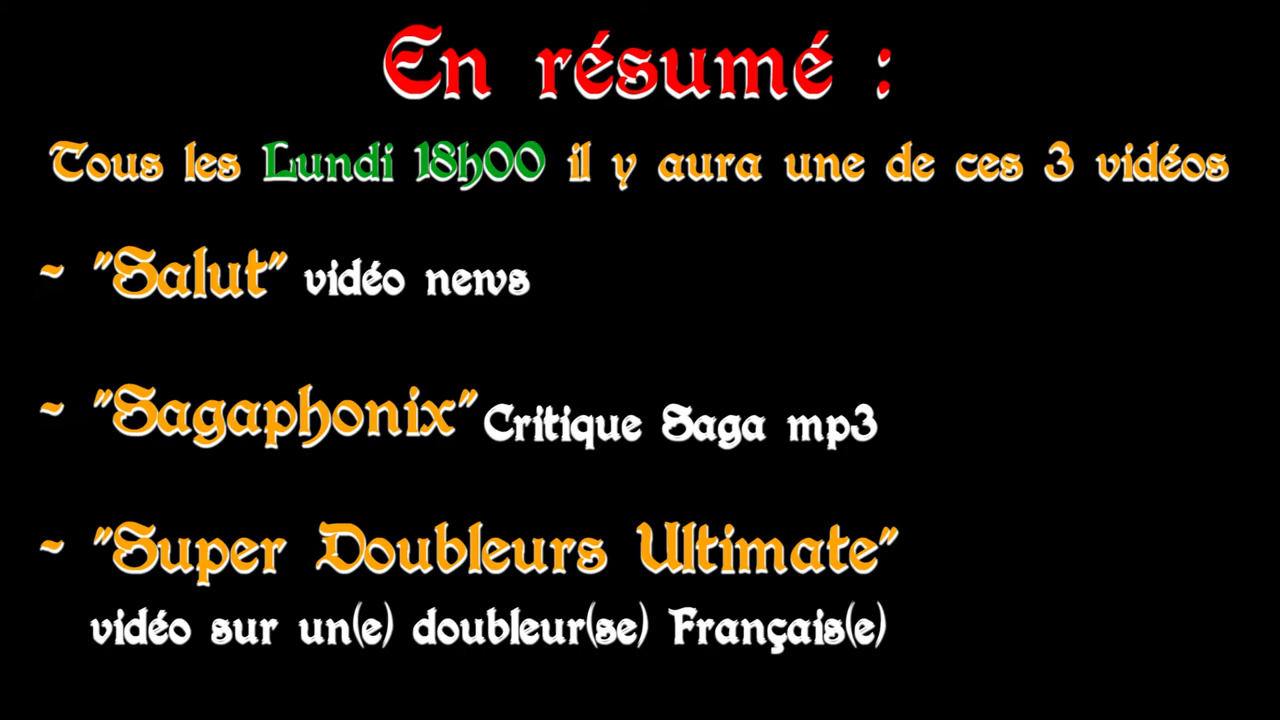 En résumé :
Tous les Lundi 18h00 il y aura une de ces 3 vidéos
- "Salut" vidéo news
- "Sagaphonix" Critique Saga mp3
- "Super Doubleurs Ultimate"
vidéo sur un(e) doubleur(se) Français(e)